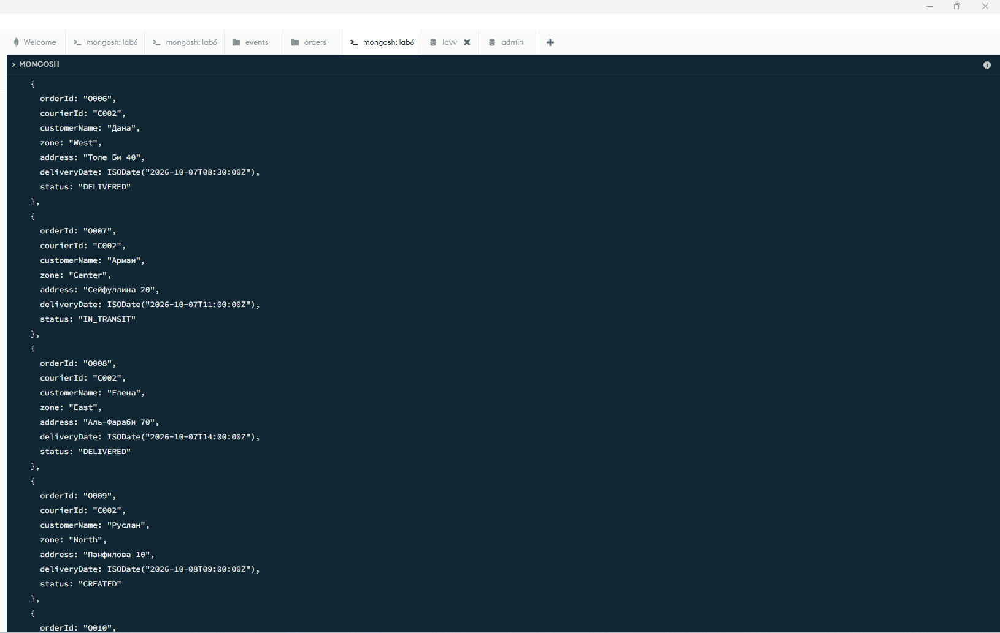 Welcome
mongosh: lab6
mongosh: lab6
events
orders
mongosh: lab6
lavv
admin
>_MONGOSH
{
orderId: "O006",
courierId: "C002",
customerName: "Дана",
zone: "West",
address: "Толе Би 40",
deliveryDate: ISODate("2026-10-07T08:30:00Z"),
status: "DELIVERED"
},
{
orderId: "O007",
courierId: "C002",
customerName: "Арман",
zone: "Center",
address: "Сейфуллина 20",
deliveryDate: ISODate("2026-10-07T11:00:00Z"),
status: "IN_TRANSIT"
},
{
orderId: "O008",
courierId: "C002",
customerName: "Елена",
zone: "East",
address: "Аль-Фараби 70",
deliveryDate: ISODate("2026-10-07T14:00:00Z"),
status: "DELIVERED"
},
{
orderId: "O009",
courierId: "C002",
customerName: "Руслан",
zone: "North",
address: "Панфилова 10",
deliveryDate: ISODate("2026-10-08T09:00:00Z"),
status: "CREATED"
},
{
orderId: "O010",